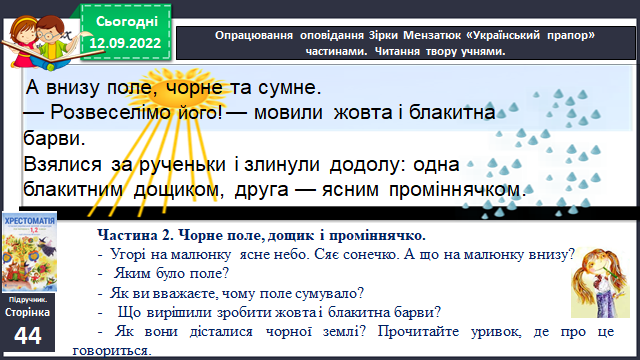 Сьогодні
12.09.2022
Опрацювання оповідання Зірки Мензатюк «Український прапор»
частинами. Читання твору учнями.
А внизу поле, чорне та сумне.
— Розвеселімо його! — мовили жовта і блакитна
барви.
Взялися за рученьки і злинули додолу: одна
блакитним дощиком, друга — ясним проміннячком.
ХРЕСТОМАТІЯ
1,2
Підручник.
Сторінка
44
Частина 2. Чорне поле, дощик і проміннячко.
- Угорі на малюнку ясне небо. Сяє сонечко. А що на малюнку внизу?
- Яким було поле?
- Як ви вважаєте, чому поле сумувало?
- Що вирішили зробити жовта і блакитна барви?
- Як вони дісталися чорної землі? Прочитайте уривок, де про це
говориться.